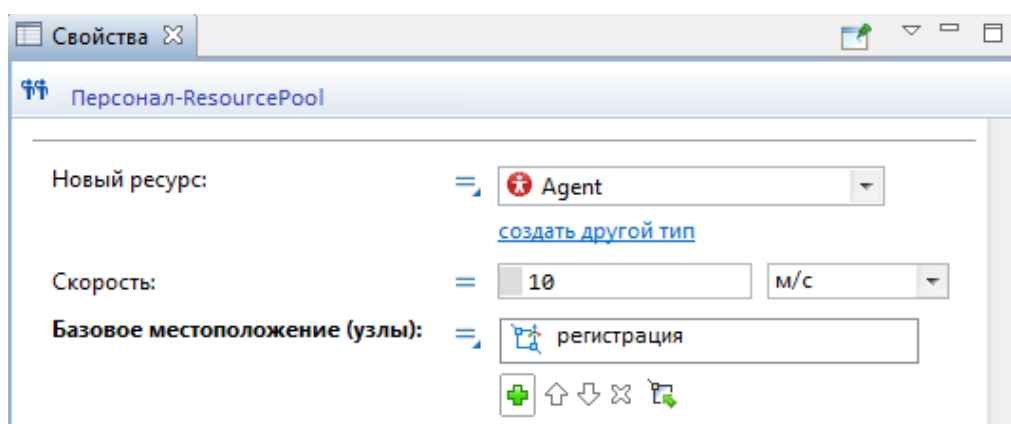 Свойства
Персонал-ResourcePool
Новый ресурс: Agent
создать другой тип
Скорость: 10 м/с
Базовое местоположение (узлы): регистрация